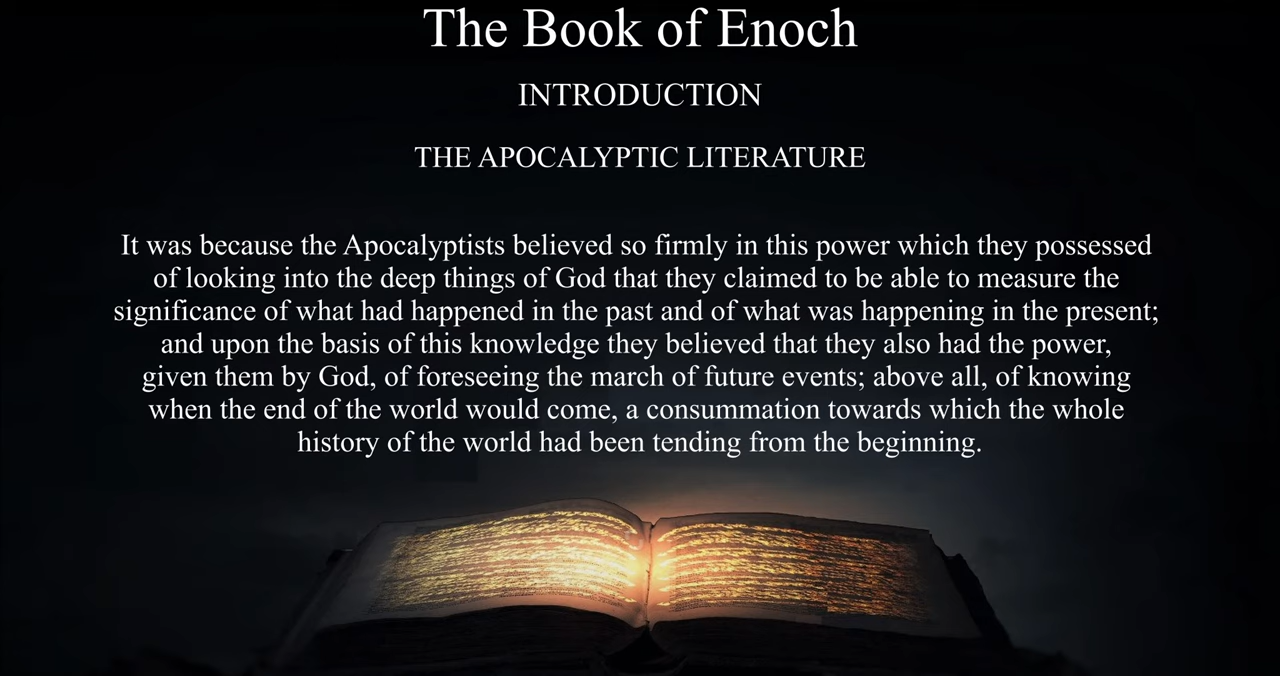 The Book of Enoch
INTRODUCTION
THE APOCALYPTIC LITERATURE
It was because the Apocalyptists believed so firmly in this power which they possessed
of looking into the deep things of God that they claimed to be able to measure the
significance of what had happened in the past and of what was happening in the present;
and upon the basis of this knowledge they believed that they also had the power,
given them by God, of foreseeing the march of future events; above all, of knowing
when the end of the world would come, a consummation towards which the whole
history of the world had been tending from the beginning.